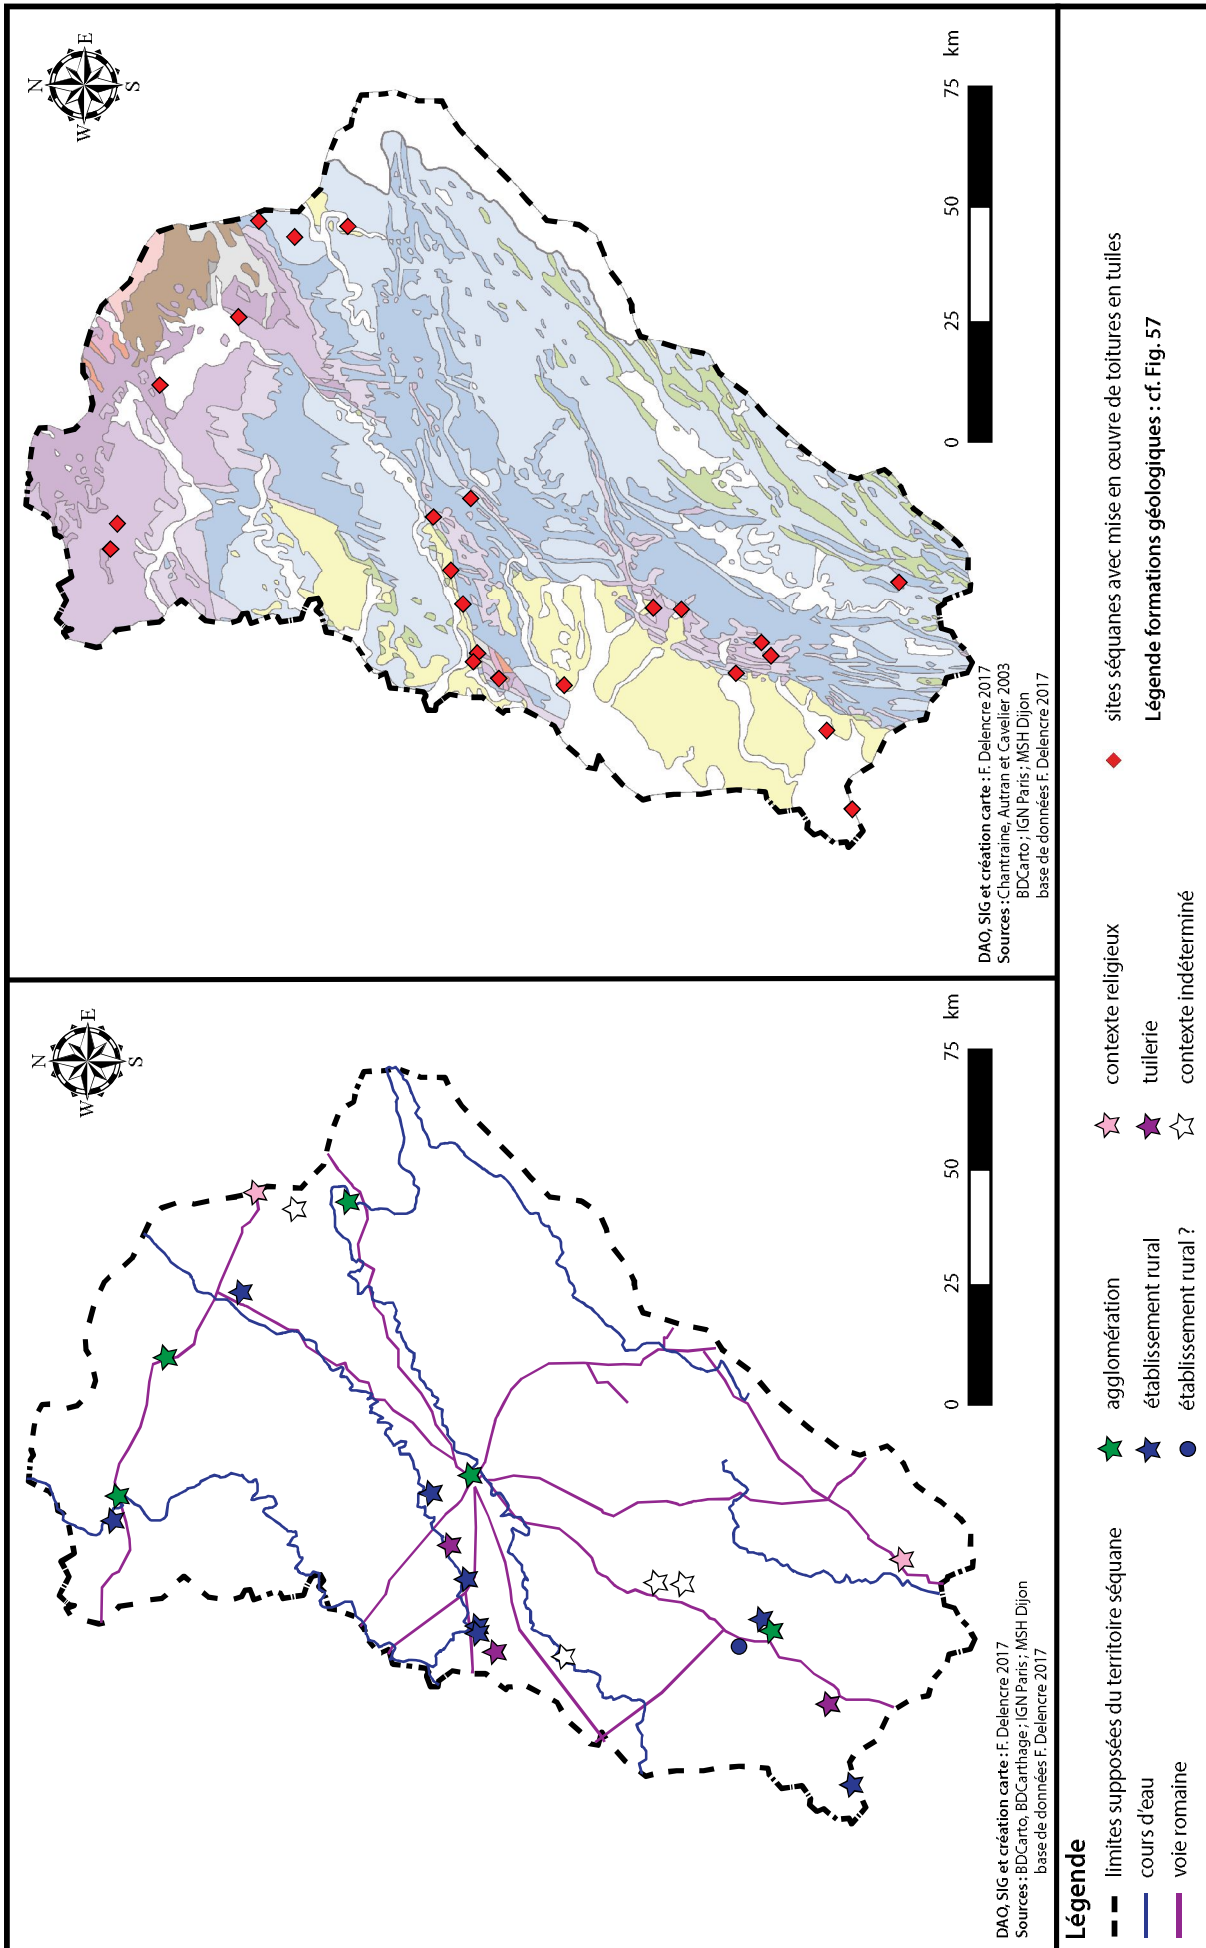 N
E
S
W
0
25
50
75
km
DAO, SIG et création carte : F. Delencre 2017
Sources : BDCarto, BDCarthage ; IGN Paris ; MSH Dijon
base de données F. Delencre 2017
N
E
S
W
0
25
50
75
km
DAO, SIG et création carte : F. Delencre 2017
Sources : Chantraine, Autran et Cavelier 2003
BDCarto ; IGN Paris ; MSH Dijon
base de données F. Delencre 2017
Légende
limites supposées du territoire séquane
cours d'eau
voie romaine
agglomération
établissement rural
établissement rural ?
contexte religieux
tuilerie
contexte indéterminé
sites séquanes avec mise en œuvre de toitures en tuiles
Légende formations géologiques : cf. Fig. 57